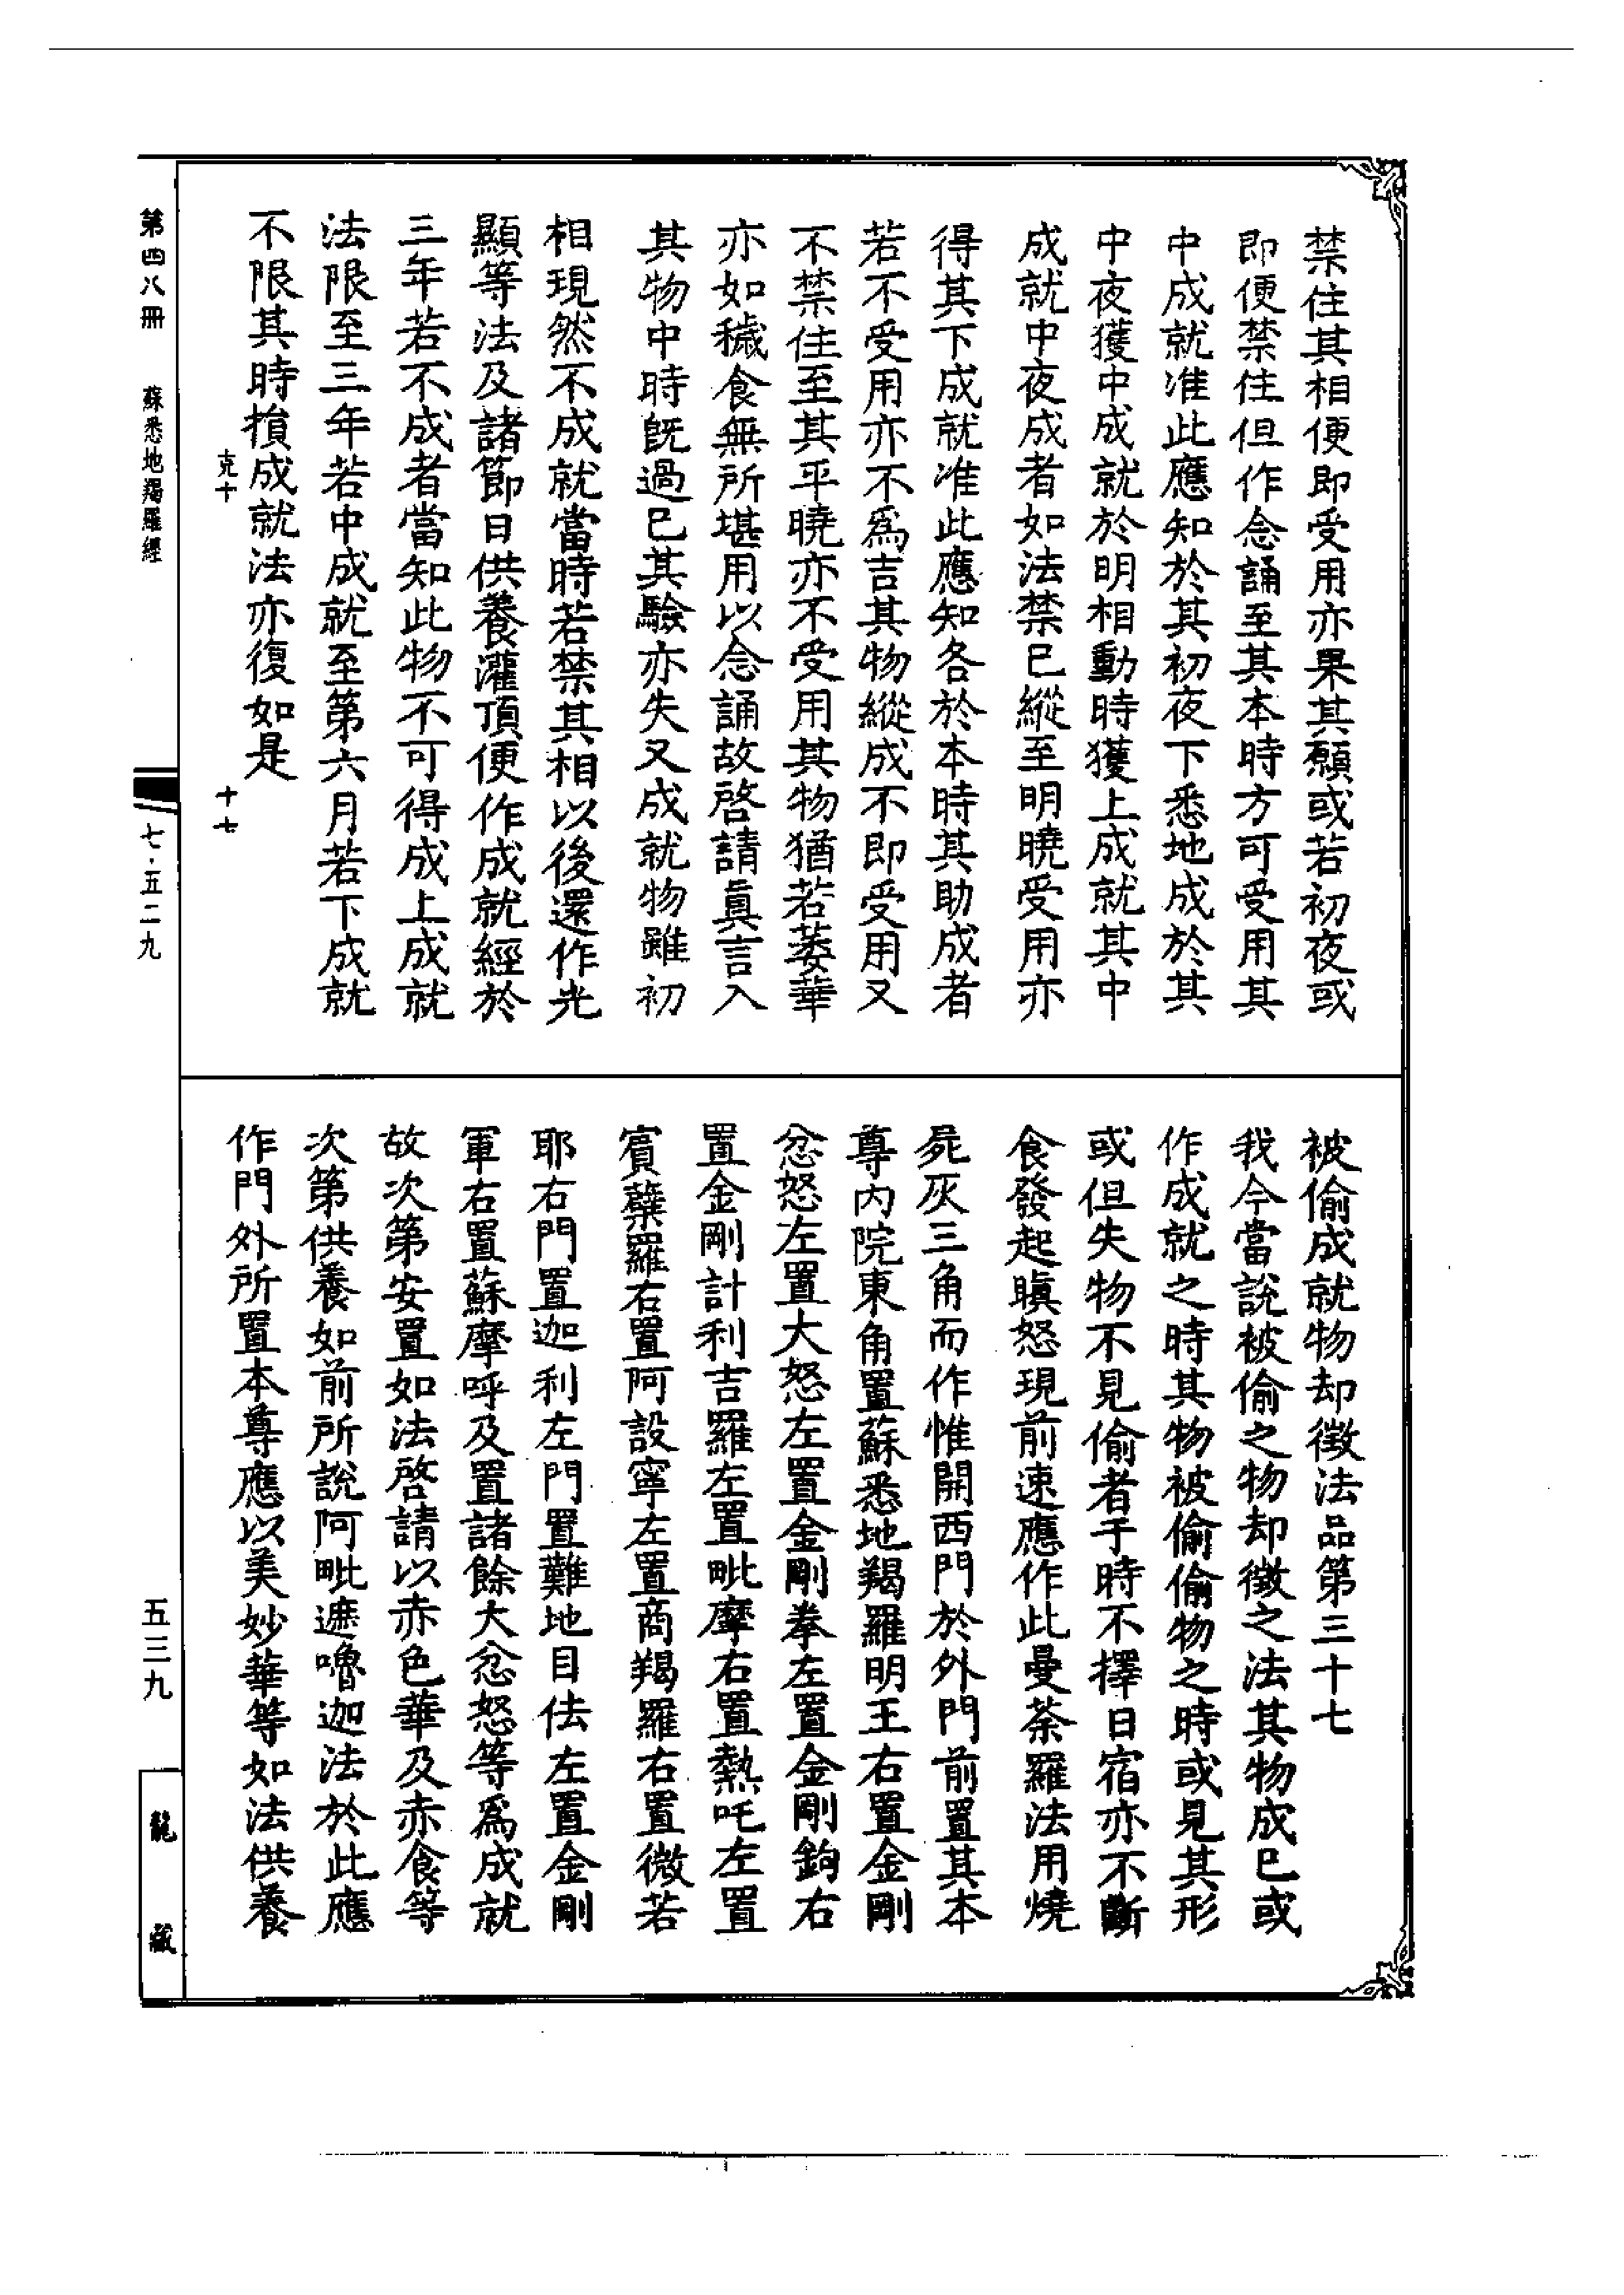 禁住其相便即受用亦果其願或若初夜或
即便禁住但作念誦至其本時方可受用其
中成就准此應知於其初夜下悉地成於其
中夜獲中成就於明相動時獲上成就其中
成就中夜成者如法禁已縱至明曉受用亦
得其下成就准此應知各於本時其助成者
若不受用亦不爲吉其物縱成不即受用又
不禁住至其平曉亦不受用其物猶若萎華
亦如穢食無所堪用以念誦故啓請眞言入
其物中時既過已其驗亦失又成就物雖初
相現然不成就當時若禁其相以後還作光
顯等法及諸節日供養灌頂便作成就經於
三年若不成者當知此物不可得成上成就
法限至三年若中成就至第六月若下成就
不限其時損成就法亦復如是
克十
十七
被偷成就物却徵法品第三十七
我今當說被偷之物却徵之法其物成已或
作成就之時其物被偷偷物之時或見其形
或但失物不見偷者于時不擇日宿亦不斷
食發起瞋怒現前速應作此曼荼羅法用燒
屍灰三角而作惟開西門於外門前置其本
尊内院東角置蘇悉地羯羅明王右置金剛
忿怒左置大怒左置金剛拳左置金剛鉤右
置金剛計利吉羅左置毗摩右置熱吒左置
賓蘖羅右置阿設寧左置商羯羅右置微若
耶右門置迦利左門置難地目佉左置金剛
軍右置蘇摩呼及置諸餘大忿怒等爲成就
故次第安置如法啓請以赤色華及赤食等
次第供養如前所說阿毗遮嚕迦法於此應
作門外所置本尊應以美妙華等如法供養
第四八冊
蘇悉地羯羅經
七·五二九
五三九
龍藏